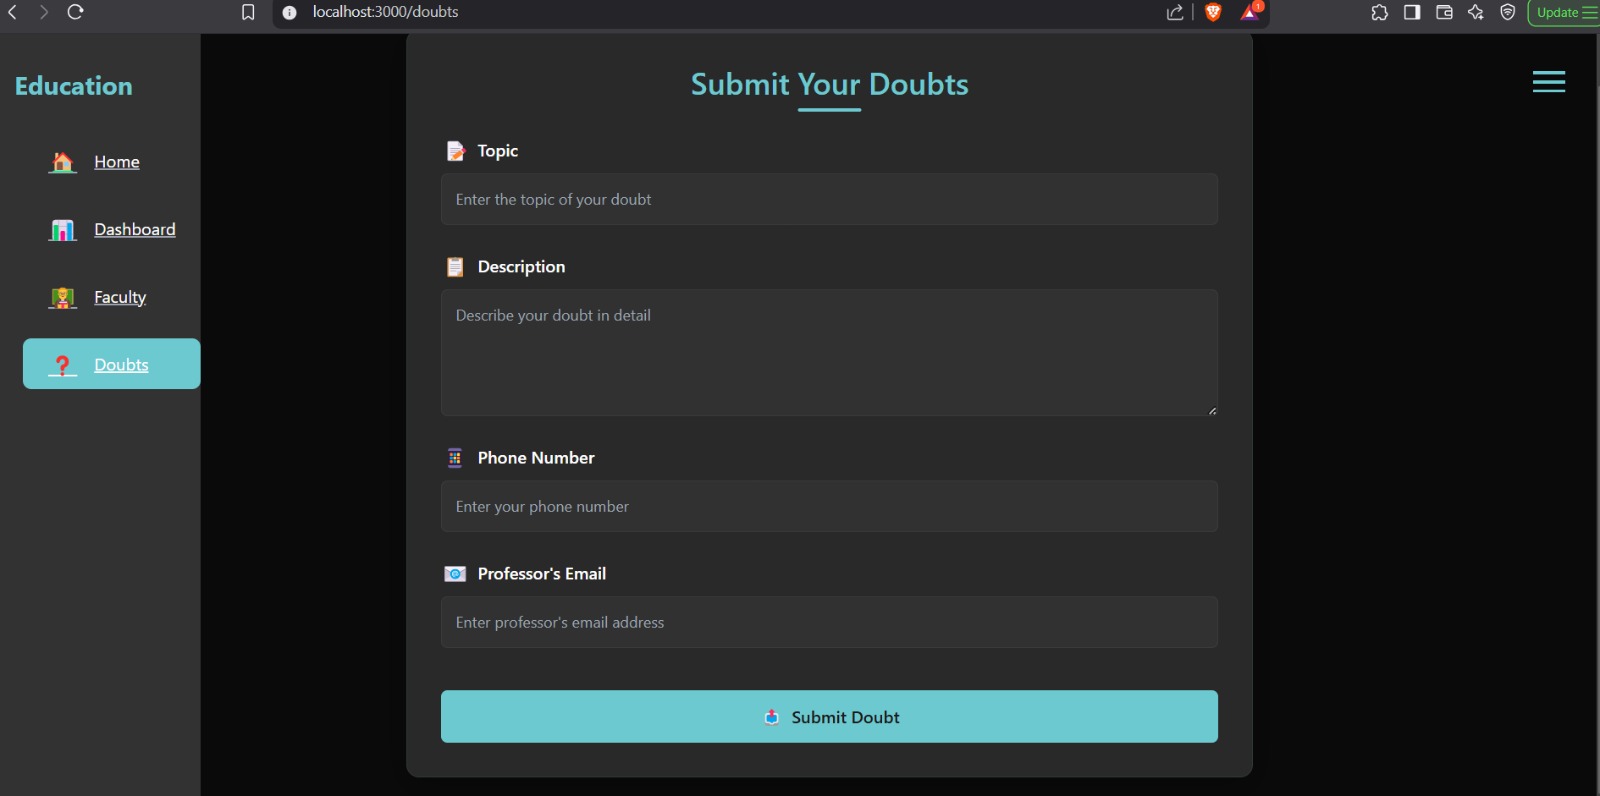 localhost:3000/doubts
1
Update
Education
Home
Dashboard
Faculty
Doubts
Submit Your Doubts
Topic
Enter the topic of your doubt
Description
Describe your doubt in detail
Phone Number
Enter your phone number
Professor's Email
Enter professor's email address
Submit Doubt